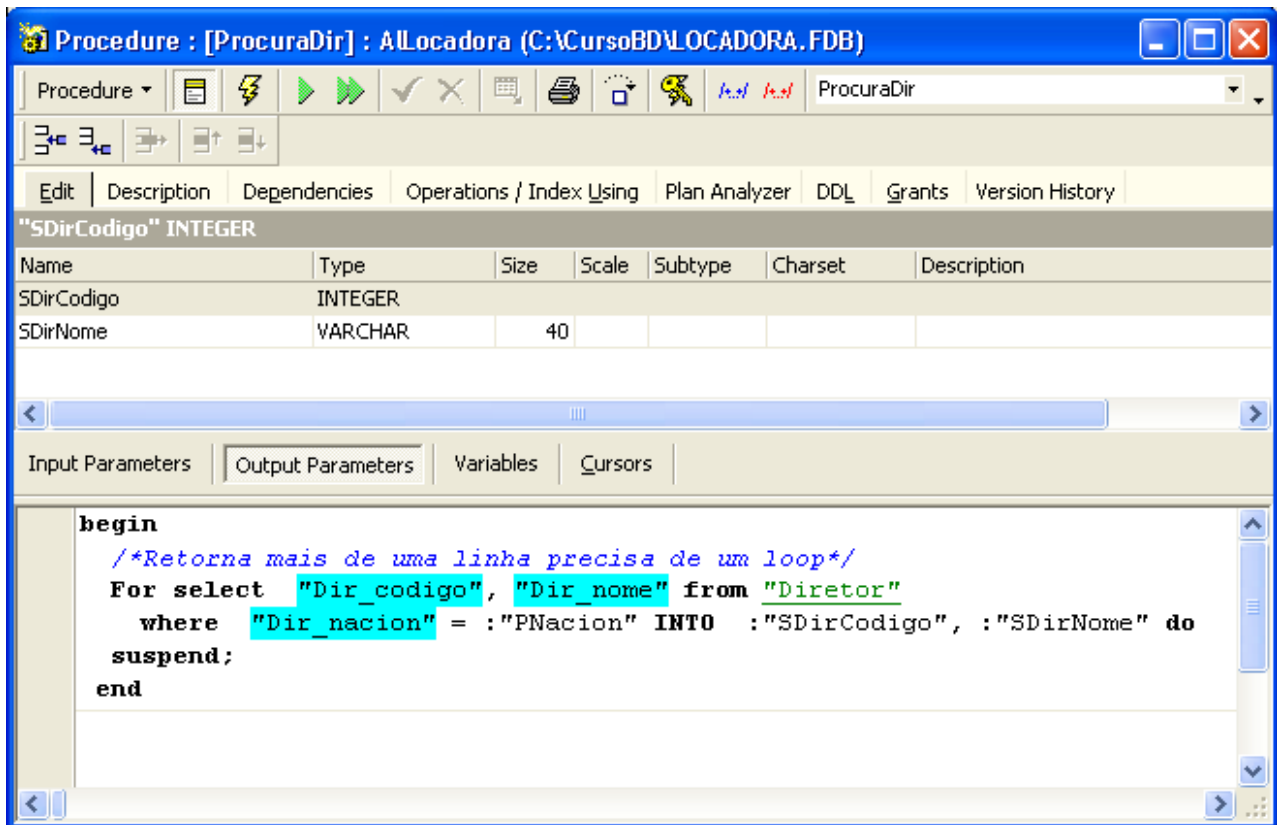 Procedure : [ProcuraDir] : AlLocadora (C:\CursoBD\LOCADORA.FDB)
Procedure ProcuraDir
Edit Description Dependencies Operations / Index Using Plan Analyzer DDL Grants Version History
"SDirCodigo" INTEGER
Name Type Size Scale Subtype Charset Description
SDirCodigo INTEGER
SDirNome VARCHAR 40
Input Parameters Output Parameters Variables Cursors
begin
/*Retorna mais de uma linha precisa de um loop*/
For select "Dir_codigo", "Dir_nome" from "Diretor"
where "Dir_nacion" = :"PNacion" INTO :"SDirCodigo", :"SDirNome" do
suspend;
end